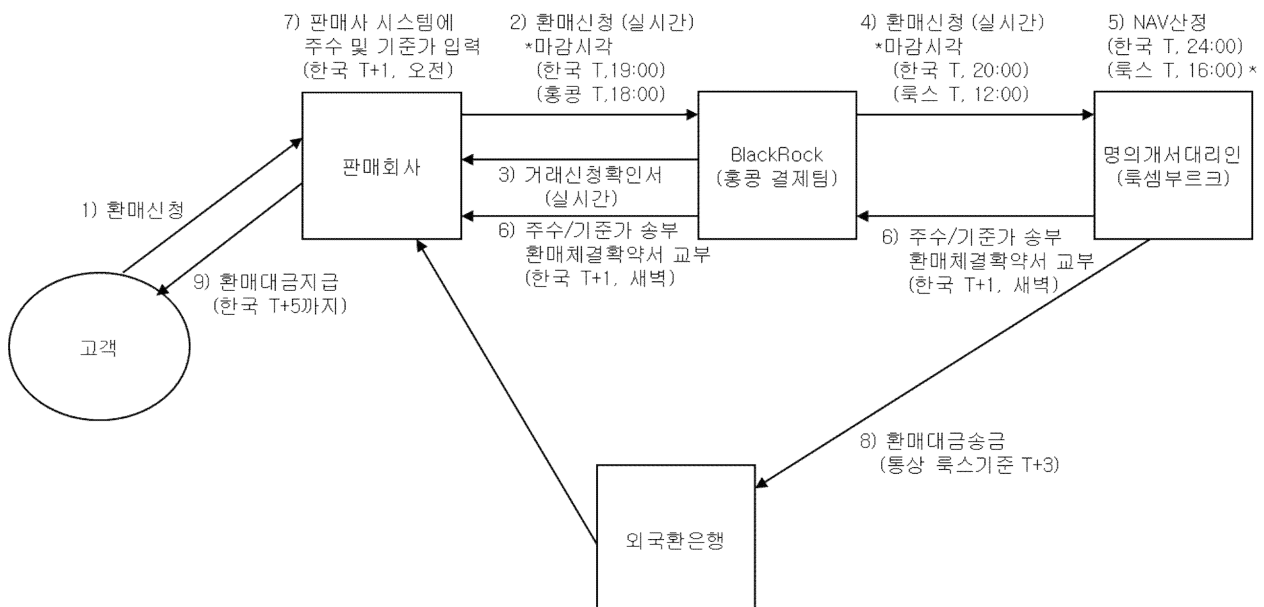 7) 판매사 시스템에
주수 및 기준가 입력
(한국 T+1, 오전)
2) 환매신청 (실시간)
*마감시각
(한국 T,19:00)
(홍콩 T,18:00)
4) 환매신청 (실시간)
*마감시각
(한국 T, 20:00)
(룩스 T, 12:00)
5) NAV산정
(한국 T, 24:00)
(룩스 T, 16:00)*
판매회사
BlackRock
(홍콩 결제팀)
명의개서대리인
(룩셈부르크)
3) 거래신청확인서
(실시간)
1) 환매신청
6) 주수/기준가 송부
환매체결확약서 교부
(한국 T+1, 새벽)
6) 주수/기준가 송부
환매체결확약서 교부
(한국 T+1, 새벽)
9) 환매대금지급
(한국 T+5까지)
고객
8) 환매대금송금
(통상 룩스기준 T+3)
외국환은행